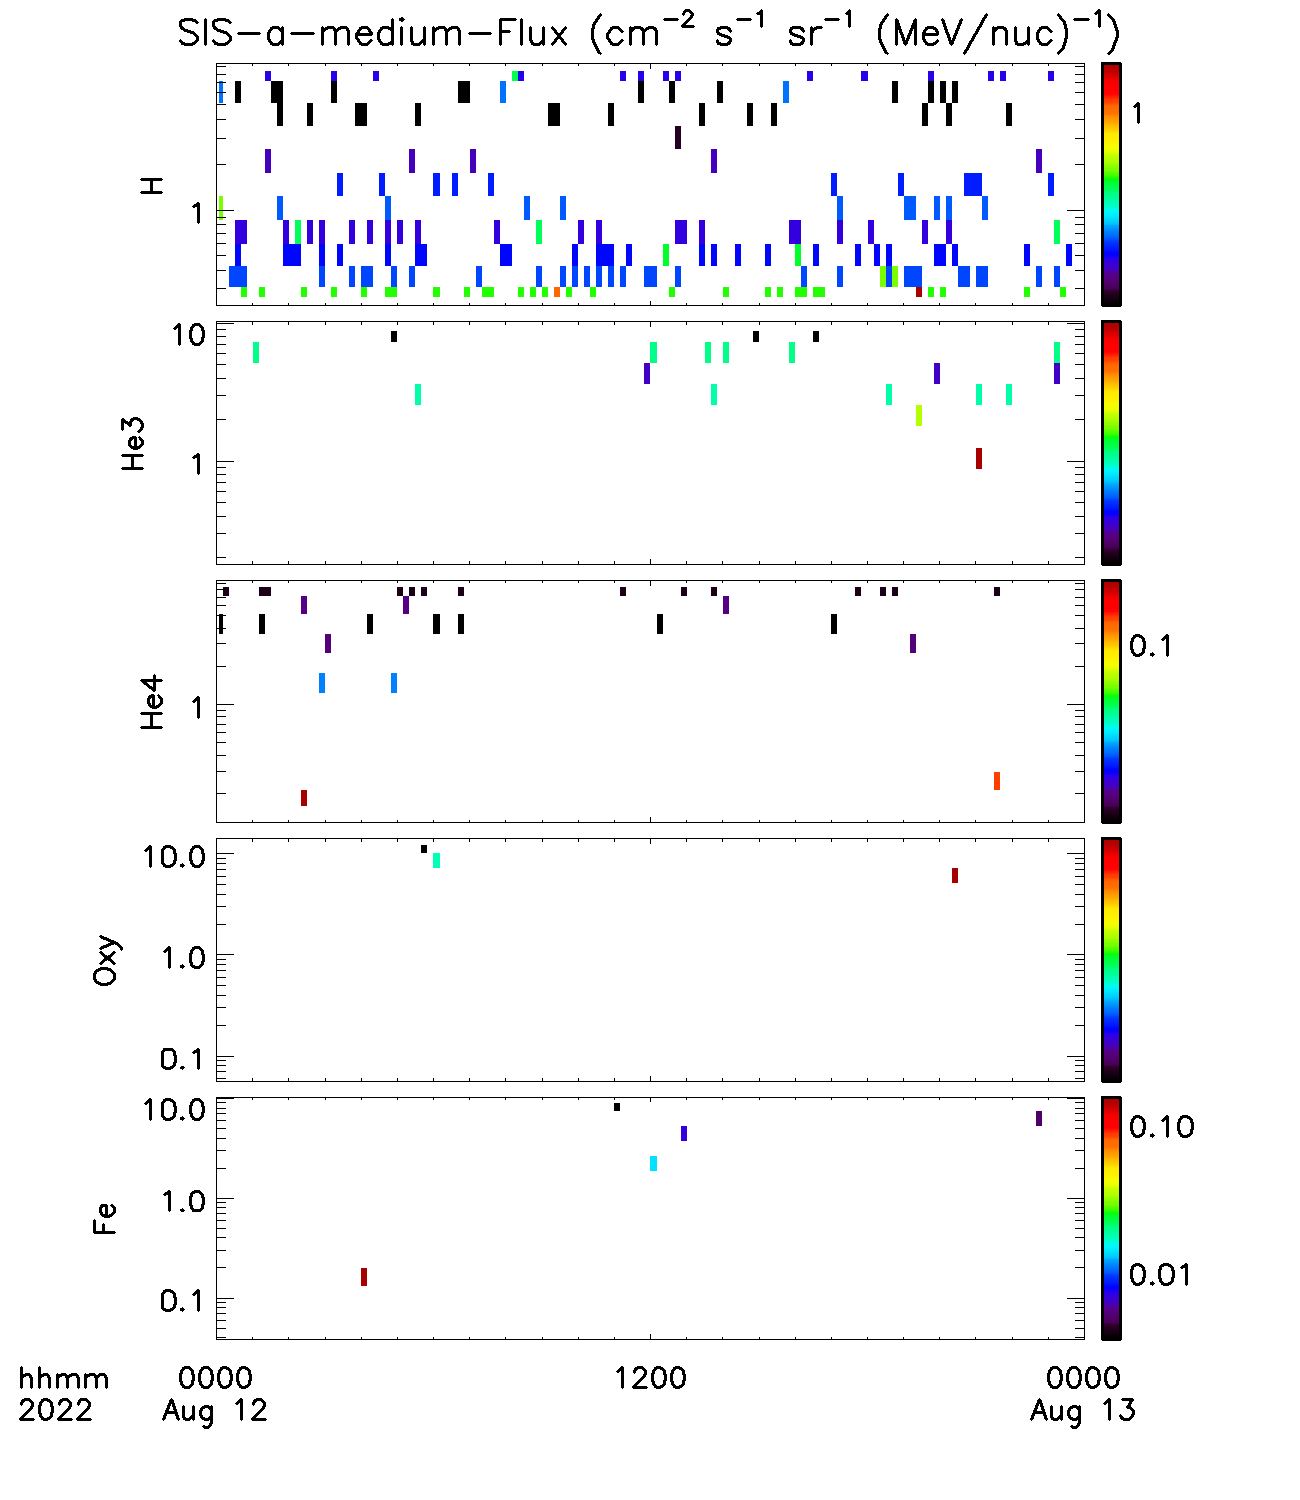 SIS-a-medium-Flux (cm⁻² s⁻¹ sr⁻¹ (MeV/nuc)⁻¹)
H
1
1
He3
10
1
He4
1
0.1
Oxy
10.0
1.0
0.1
Fe
10.0
1.0
0.1
0.10
0.01
hhmm 0000 1200 0000
2022 Aug 12 Aug 13